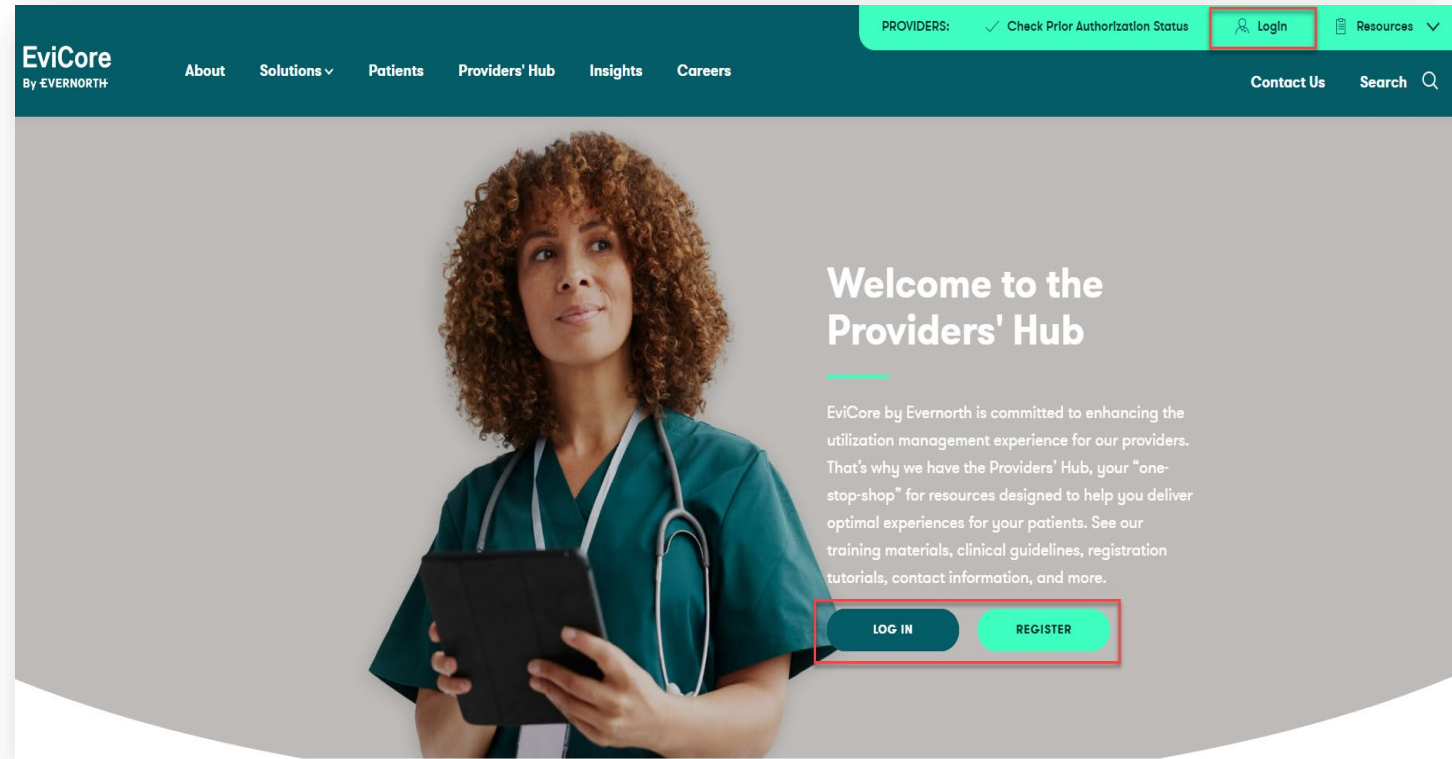 PROVIDERS: Check Prior Authorization Status Login Resources
EviCore
By EVERNORTH
About Solutions Patients Providers' Hub Insights Careers
Contact Us Search
Welcome to the
Providers' Hub
EviCore by Evernorth is committed to enhancing the
utilization management experience for our providers.
That's why we have the Providers' Hub, your “one-
stop-shop” for resources designed to help you deliver
optimal experiences for your patients. See our
training materials, clinical guidelines, registration
tutorials, contact information, and more.
LOG IN REGISTER